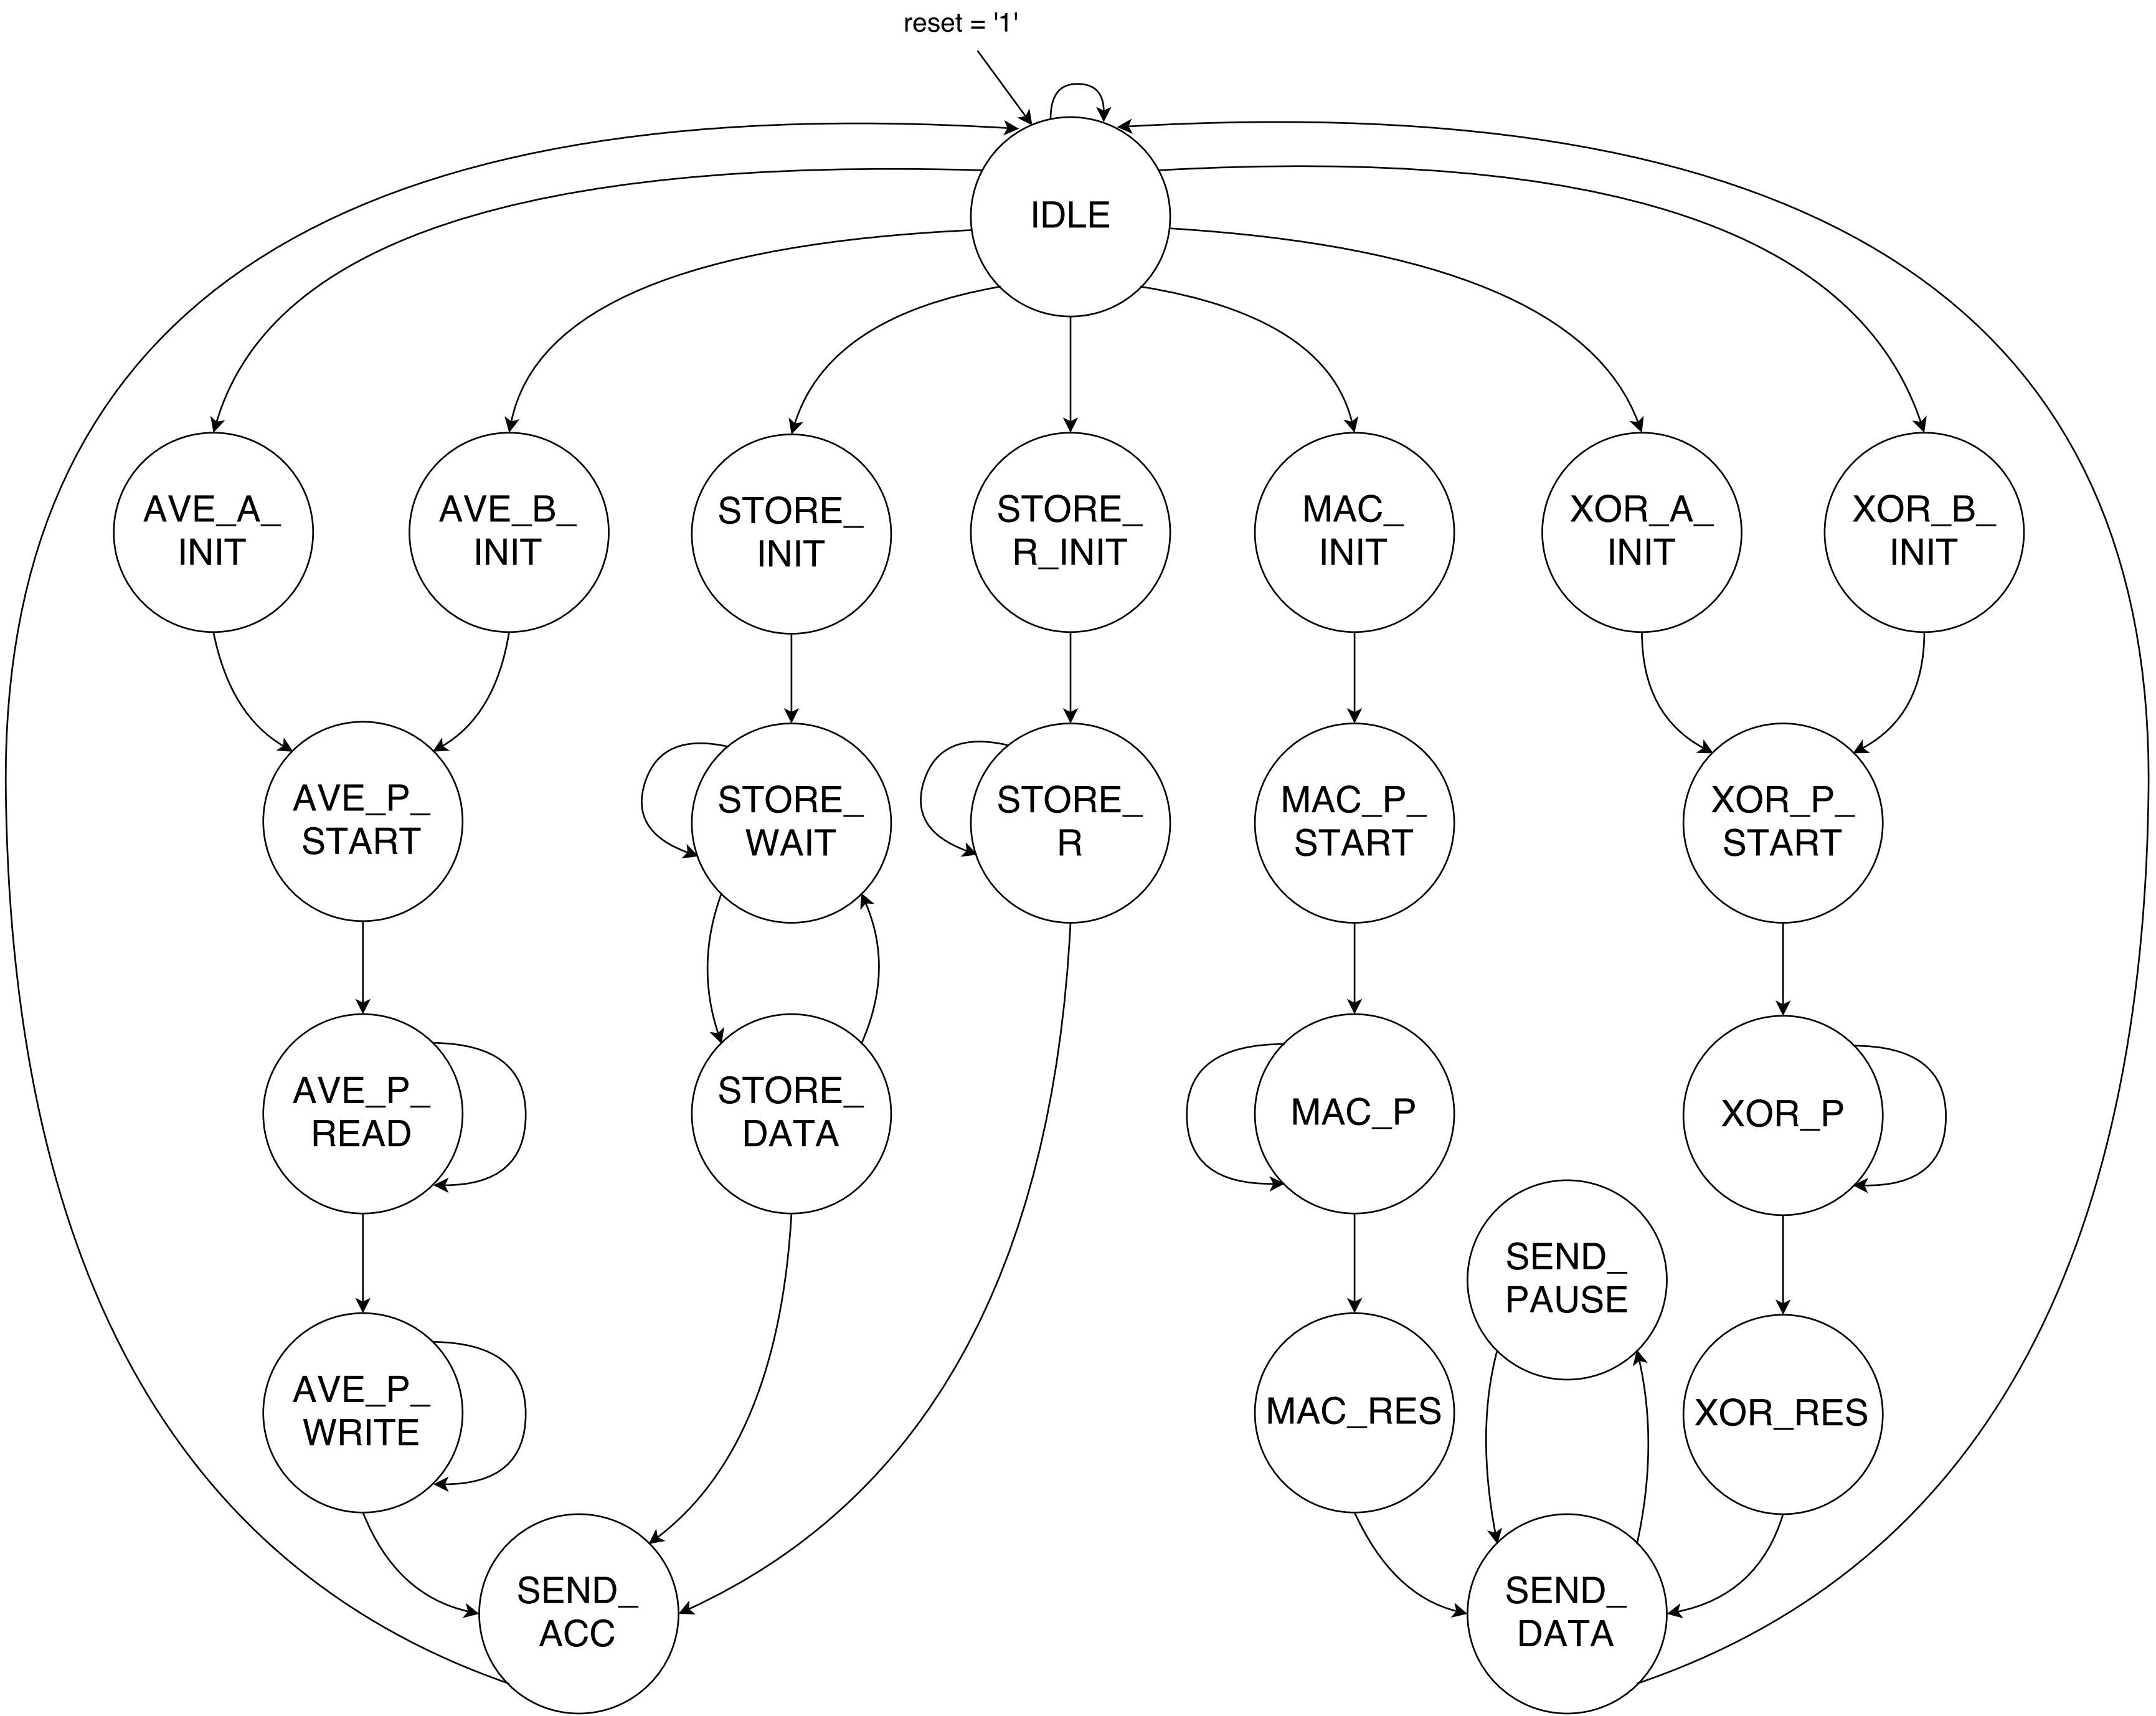 reset = '1'
IDLE
AVE_A_
INIT
AVE_B_
INIT
STORE_
INIT
STORE_
R_INIT
MAC_
INIT
XOR_A_
INIT
XOR_B_
INIT
AVE_P_
START
STORE_
WAIT
STORE_
R
MAC_P_
START
XOR_P_
START
AVE_P_
READ
STORE_
DATA
MAC_P
XOR_P
SEND_
PAUSE
AVE_P_
WRITE
MAC_RES
XOR_RES
SEND_
ACC
SEND_
DATA